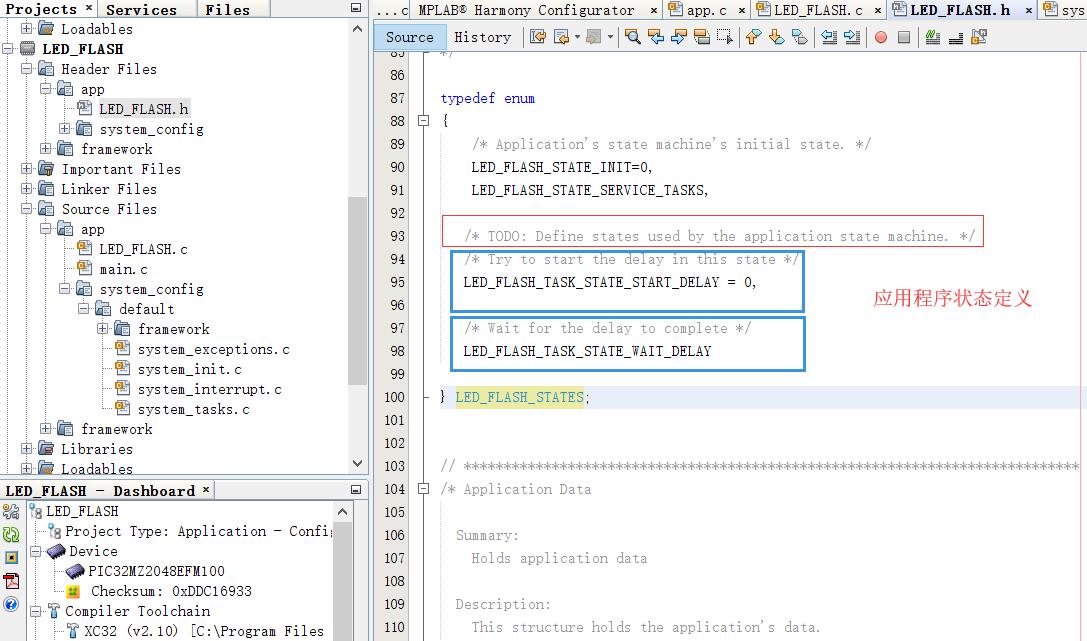 Projects × Services Files
Loadables
LED_FLASH
Header Files
app
LED_FLASH.h
system_config
framework
Important Files
Linker Files
Source Files
app
LED_FLASH.c
main.c
system_config
default
framework
system_exceptions.c
system_init.c
system_interrupt.c
system_tasks.c
framework
Libraries
Loadables
LED_FLASH - Dashboard ×
LED_FLASH
Project Type: Application - Config
Device
PIC32MZ2048EFM100
Checksum: 0xDDC16933
Compiler Toolchain
XC32 (v2.10) [C:\Program Files
...c MPLAB® Harmony Configurator × app.c × LED_FLASH.c × LED_FLASH.h × sys
Source History
85 */
86
87 typedef enum
88 {
89 /* Application's state machine's initial state. */
90 LED_FLASH_STATE_INIT=0,
91 LED_FLASH_STATE_SERVICE_TASKS,
92
93 /* TODO: Define states used by the application state machine. */
94 /* Try to start the delay in this state */
95 LED_FLASH_TASK_STATE_START_DELAY = 0,
96
应用程序状态定义
97 /* Wait for the delay to complete */
98 LED_FLASH_TASK_STATE_WAIT_DELAY
99
100 } LED_FLASH_STATES;
101
102
103 // *****************************************************************************
104 /* Application Data
105
106 Summary:
107 Holds application data
108
109 Description:
110 This structure holds the application's data.